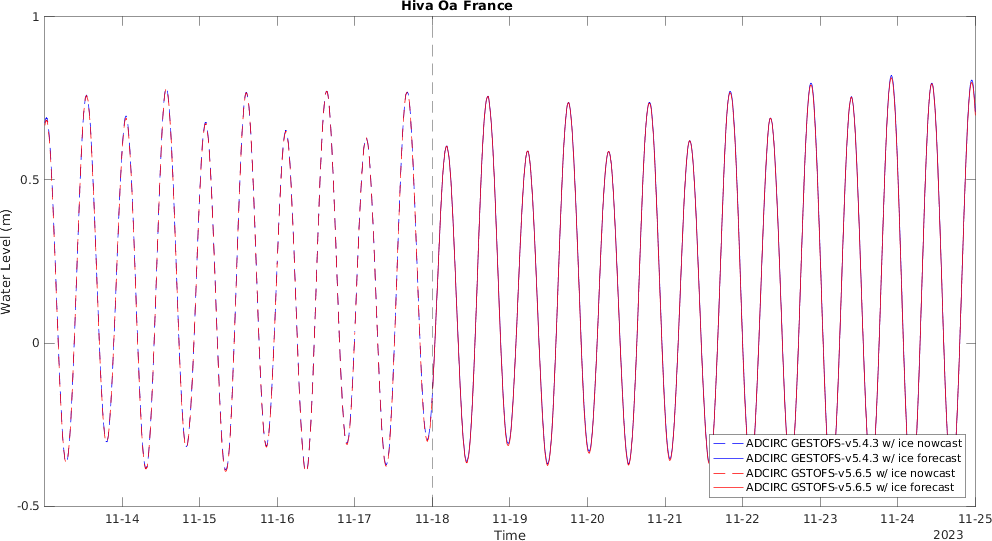 Hiva Oa France
1
0.5
0
-0.5
Water Level (m)
ADCIRC GESTOFS-v5.4.3 w/ ice nowcast
ADCIRC GESTOFS-v5.4.3 w/ ice forecast
ADCIRC GSTOFS-v5.6.5 w/ ice nowcast
ADCIRC GSTOFS-v5.6.5 w/ ice forecast
11-14 11-15 11-16 11-17 11-18 11-19 11-20 11-21 11-22 11-23 11-24 11-25
Time
2023